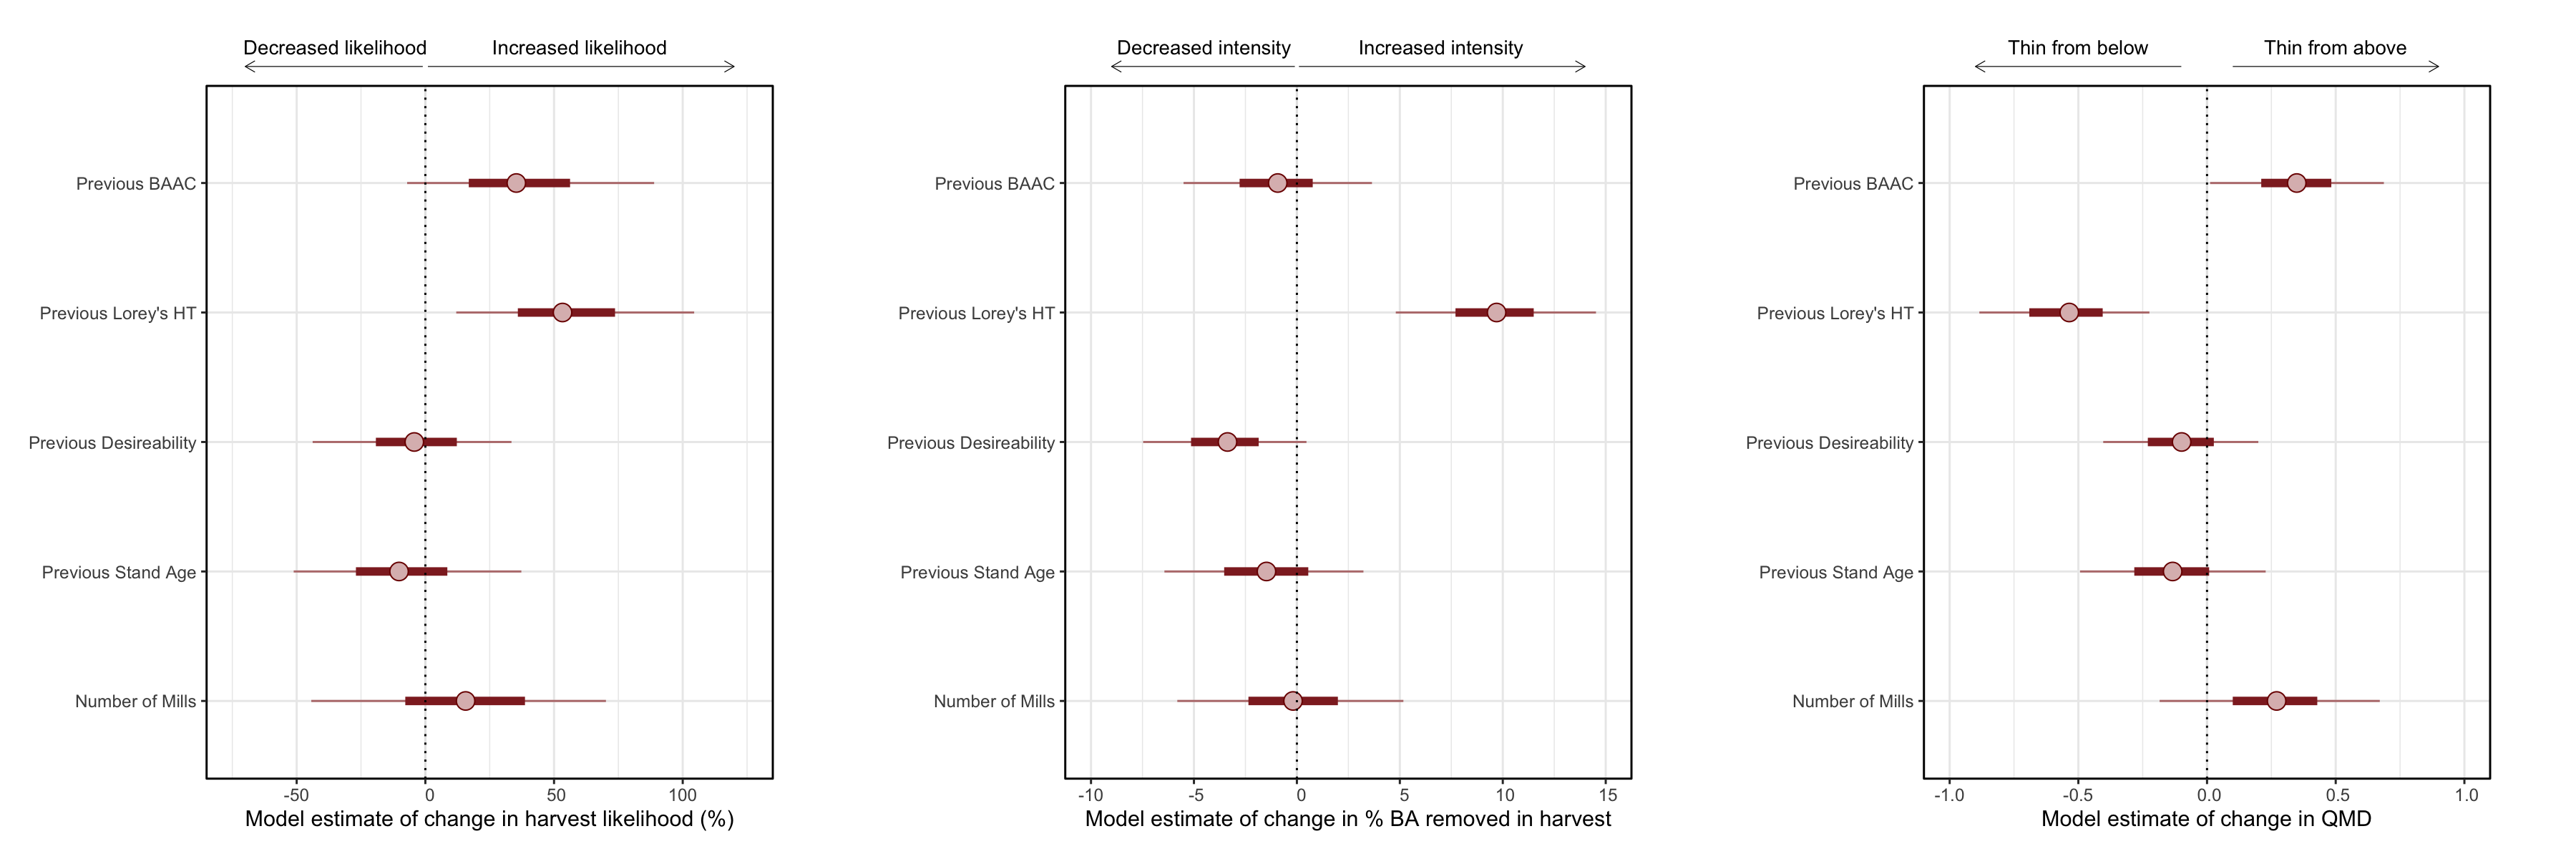 Decreased likelihood Increased likelihood
Previous BAAC
Previous Lorey's HT
Previous Desireability
Previous Stand Age
Number of Mills
-50 0 50 100
Model estimate of change in harvest likelihood (%)
Decreased intensity Increased intensity
Previous BAAC
Previous Lorey's HT
Previous Desireability
Previous Stand Age
Number of Mills
-10 -5 0 5 10 15
Model estimate of change in % BA removed in harvest
Thin from below Thin from above
Previous BAAC
Previous Lorey's HT
Previous Desireability
Previous Stand Age
Number of Mills
-1.0 -0.5 0.0 0.5 1.0
Model estimate of change in QMD